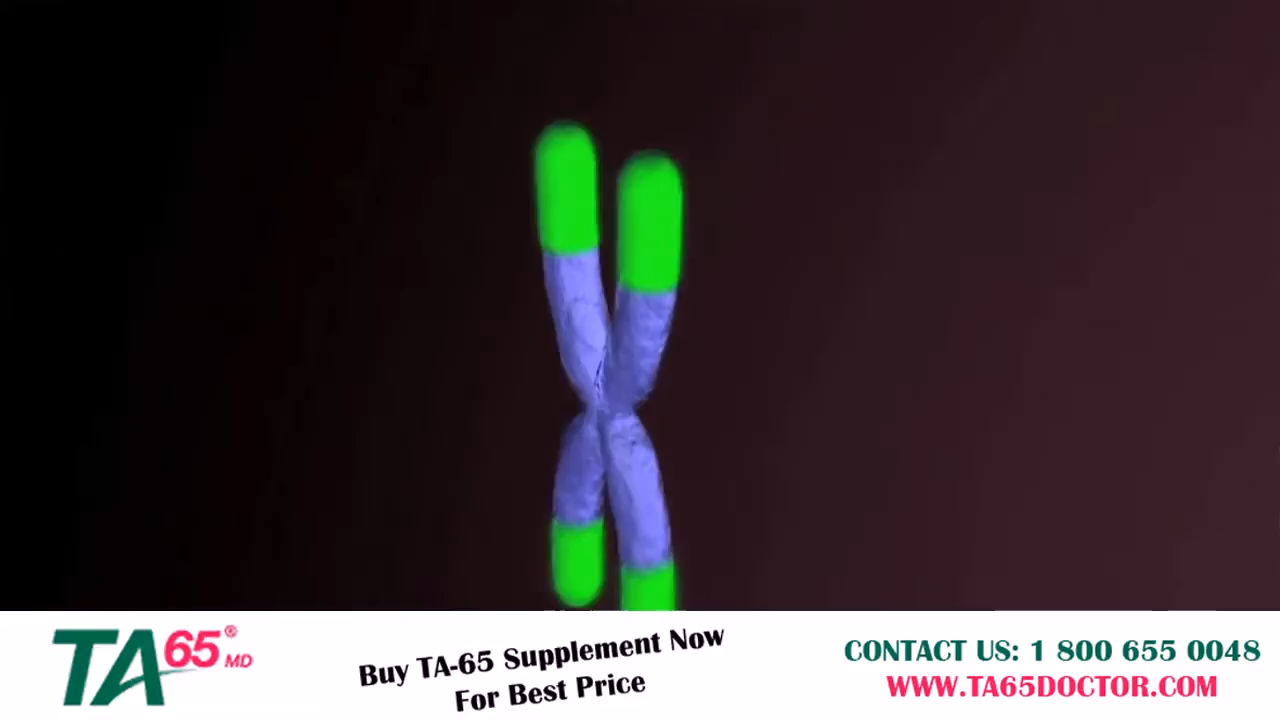 TA65® MD
Buy TA-65 Supplement Now
For Best Price
CONTACT US: 1 800 655 0048
WWW.TA65DOCTOR.COM